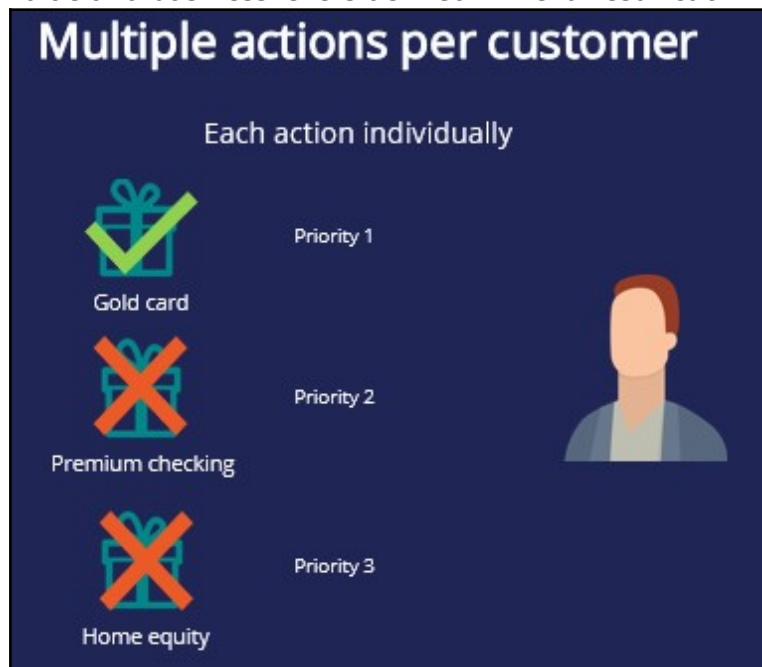 Multiple actions per customer
Each action individually
Priority 1
Gold card
Priority 2
Premium checking
Priority 3
Home equity